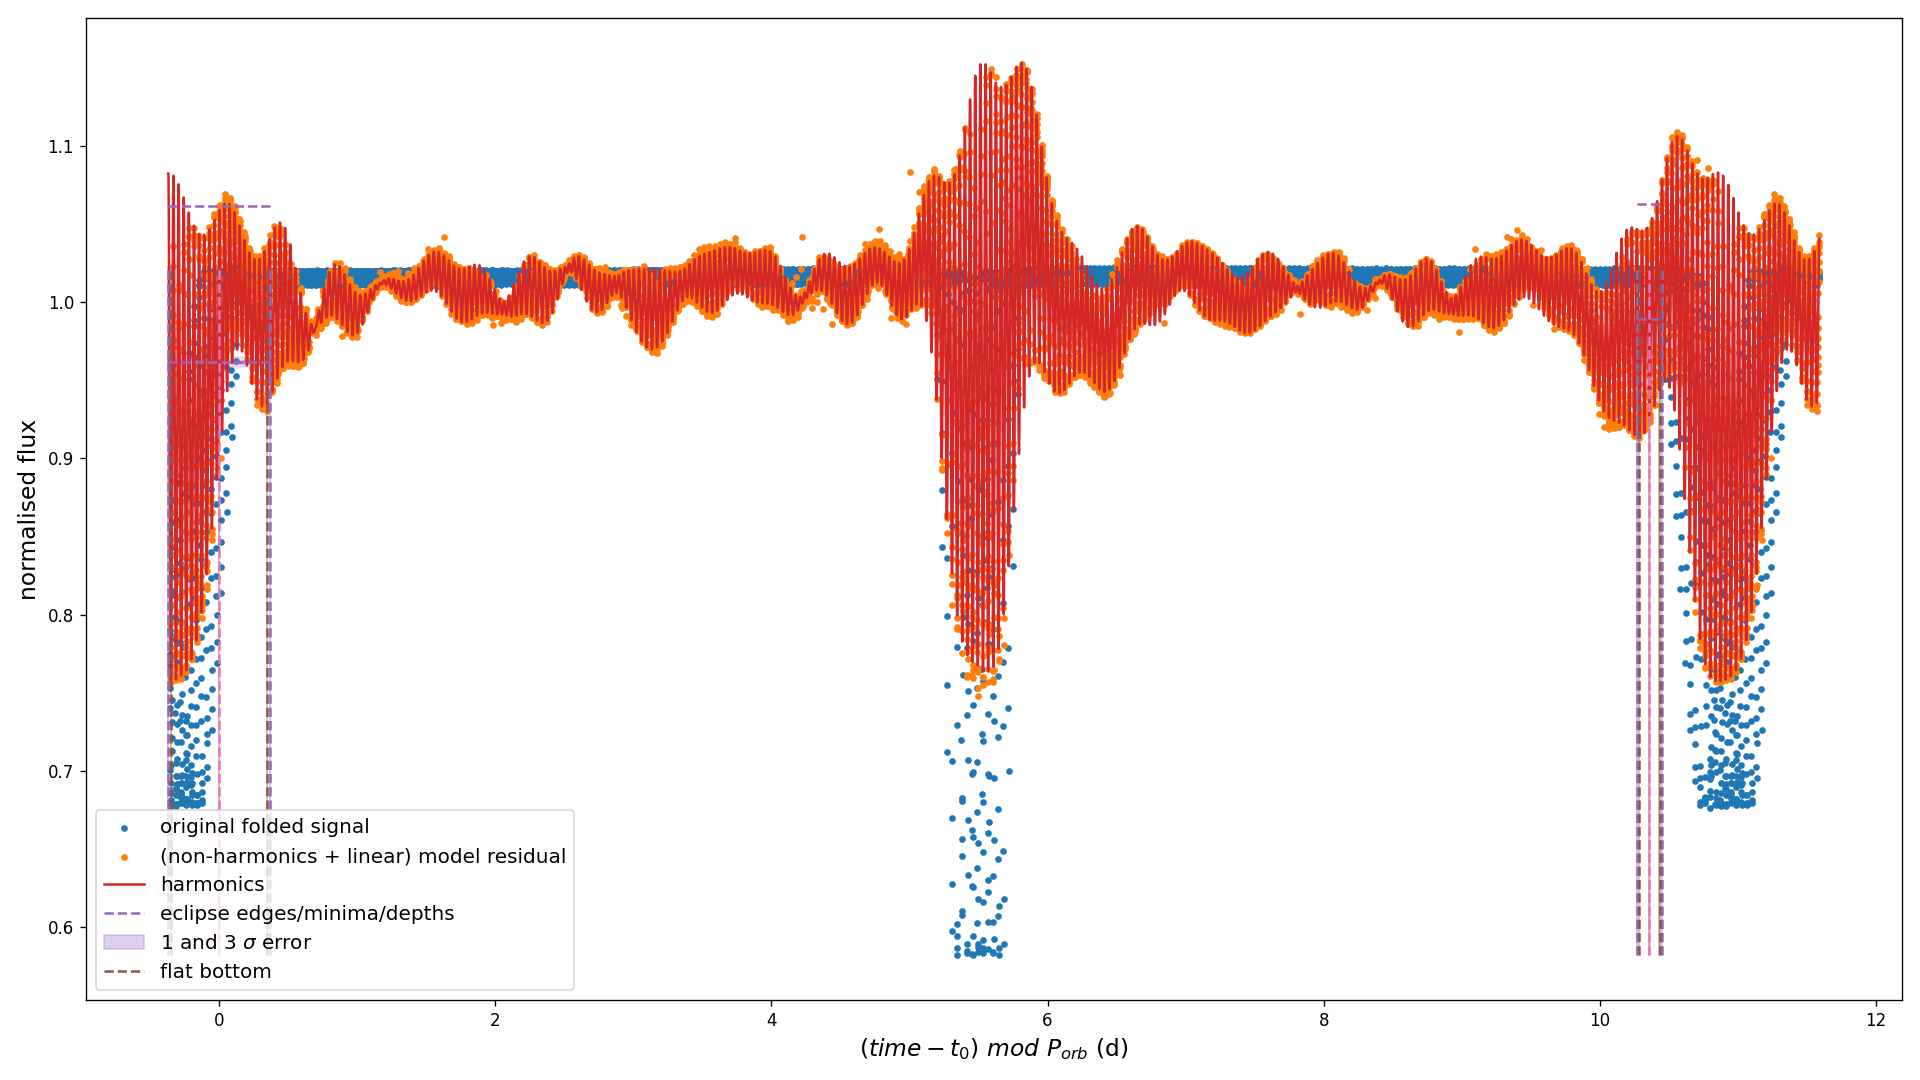 normalised flux
1.1
1.0
0.9
0.8
0.7
0.6
original folded signal
(non-harmonics + linear) model residual
harmonics
eclipse edges/minima/depths
1 and 3 σ error
flat bottom
0 2 4 6 8 10 12
(time − t₀) mod Pₒᵣᵦ (d)